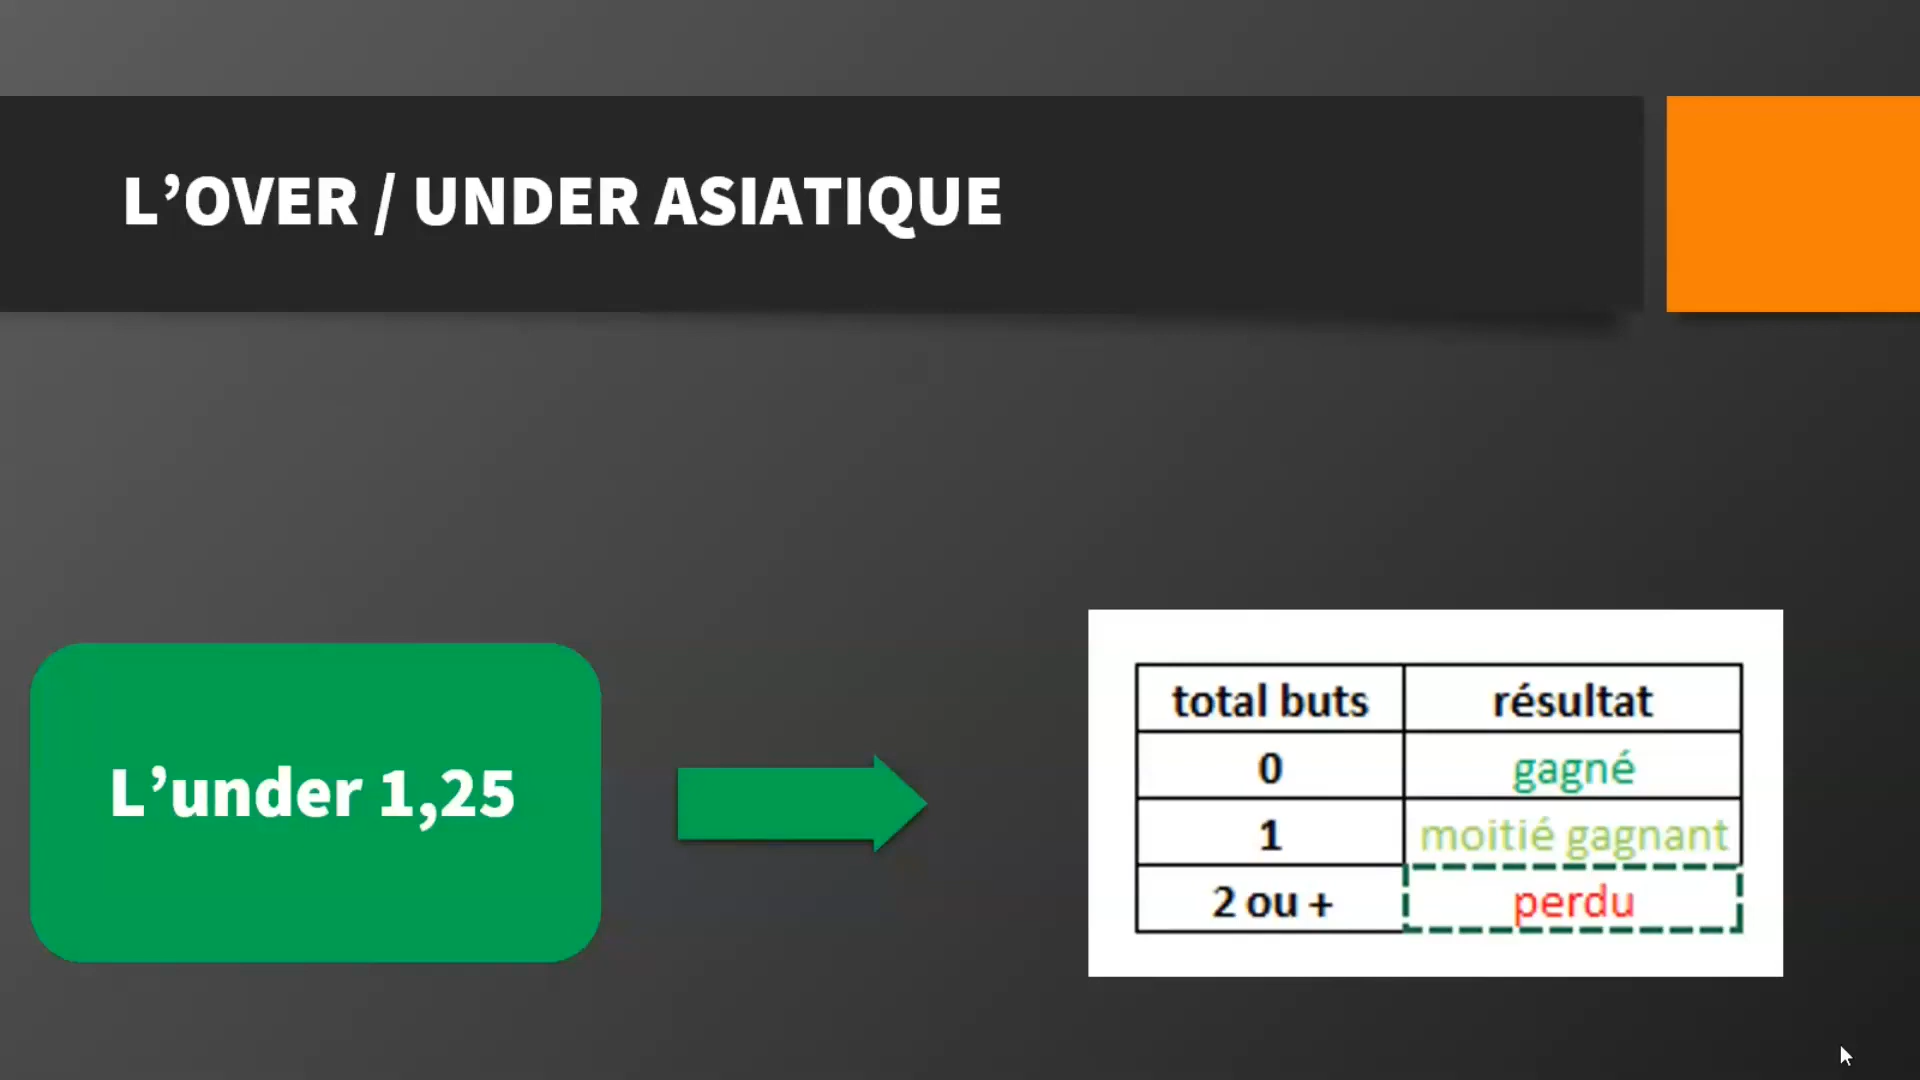 L’OVER / UNDER ASIATIQUE
L’under 1,25
total buts résultat
0 gagné
1 moitié gagnant
2 ou + perdu